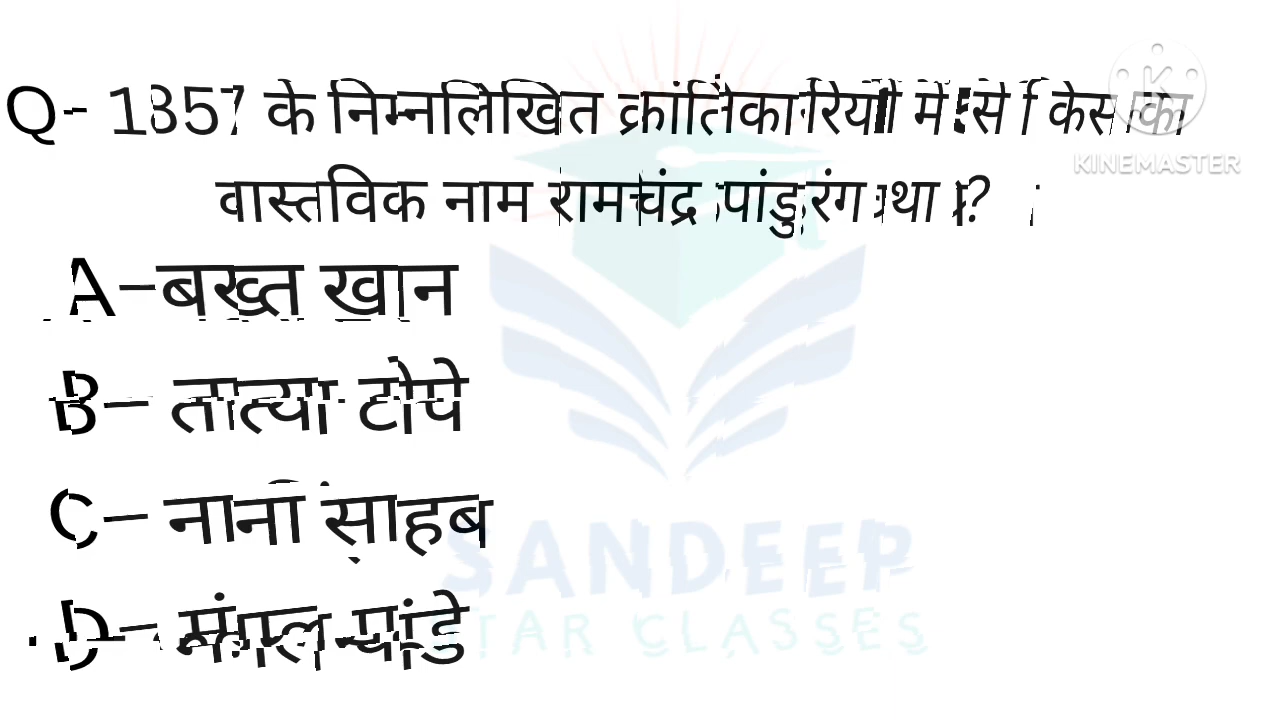 Q- 1857 के निम्नलिखित क्रांतिकारियों में से किसका
KINEMASTER
वास्तविक नाम रामचंद्र पांडुरंग था ?
A–बख्त खान
B– तात्या टोपे
C– नाना साहब
D– मंगल पांडे
SANDEEP
STAR CLASSES